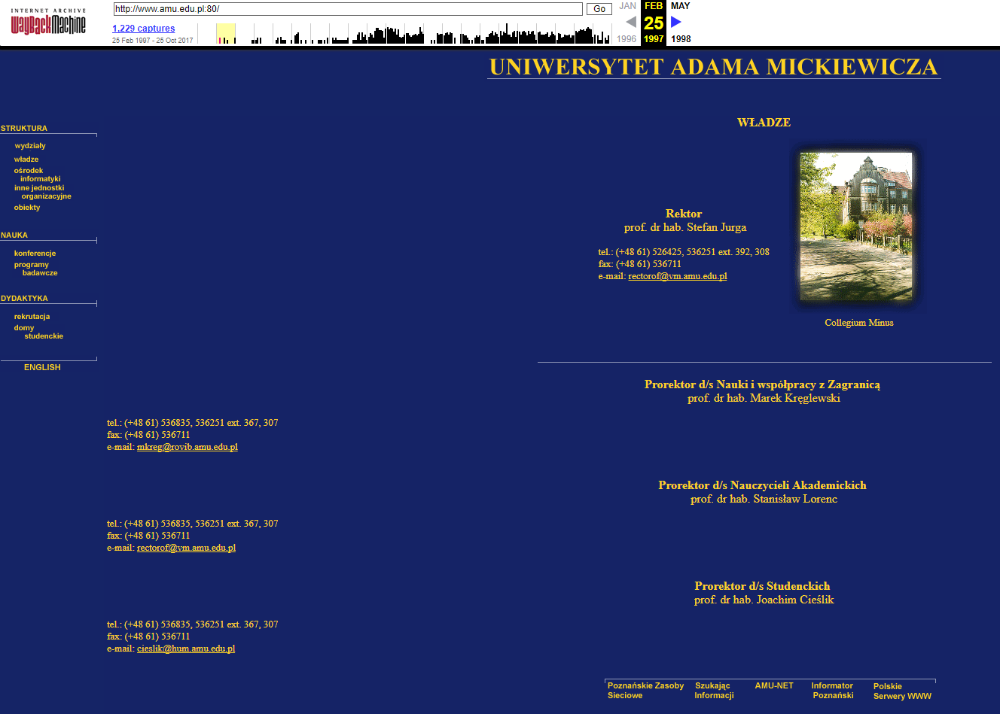 INTERNET ARCHIVE
WayBackMachine
http://www.amu.edu.pl:80/
Go
1,229 captures
25 Feb 1997 - 25 Oct 2017
JAN
FEB
MAY
25
1996
1997
1998
UNIWERSYTET ADAMA MICKIEWICZA
STRUKTURA
wydziały
władze
ośrodek
informatyki
inne jednostki
organizacyjne
obiekty
NAUKA
konferencje
programy
badawcze
DYDAKTYKA
rekrutacja
domy
studenckie
ENGLISH
WŁADZE
Rektor
prof. dr hab. Stefan Jurga
tel.: (+48 61) 526425, 536251 ext. 392, 308
fax: (+48 61) 536711
e-mail: rectorof@vm.amu.edu.pl
Collegium Minus
Prorektor d/s Nauki i współpracy z Zagranicą
prof. dr hab. Marek Kręglewski
tel.: (+48 61) 536835, 536251 ext. 367, 307
fax: (+48 61) 536711
e-mail: mkreg@rovib.amu.edu.pl
Prorektor d/s Nauczycieli Akademickich
prof. dr hab. Stanisław Lorenc
tel.: (+48 61) 536835, 536251 ext. 367, 307
fax: (+48 61) 536711
e-mail: rectorof@vm.amu.edu.pl
Prorektor d/s Studenckich
prof. dr hab. Joachim Cieślik
tel.: (+48 61) 536835, 536251 ext. 367, 307
fax: (+48 61) 536711
e-mail: cieslik@hum.amu.edu.pl
Poznańskie Zasoby
Sieciowe
Szukając
Informacji
AMU-NET
Informator
Poznański
Polskie
Serwery WWW